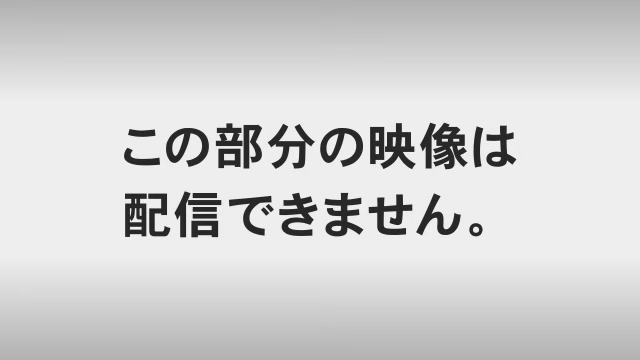 この部分の映像は
配信できません。